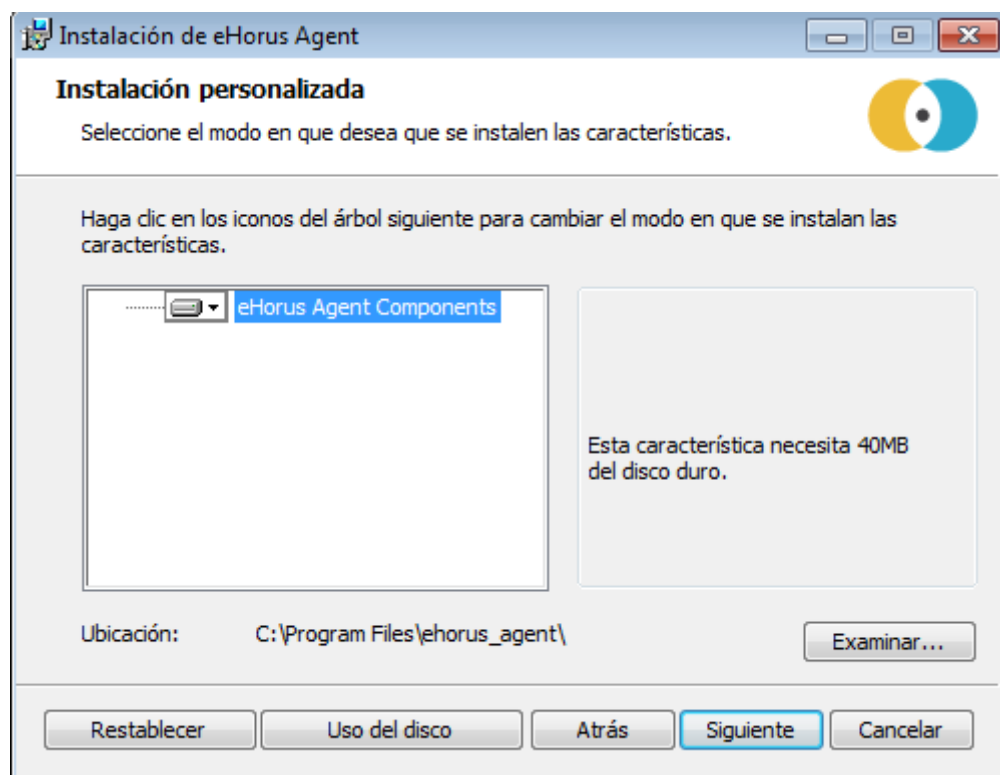 Instalación de eHorus Agent
Instalación personalizada
Seleccione el modo en que desea que se instalen las características.
Haga clic en los iconos del árbol siguiente para cambiar el modo en que se instalan las
características.
eHorus Agent Components
Esta característica necesita 40MB
del disco duro.
Ubicación: C:\Program Files\ehorus_agent\
Examinar...
Restablecer Uso del disco Atrás Siguiente Cancelar